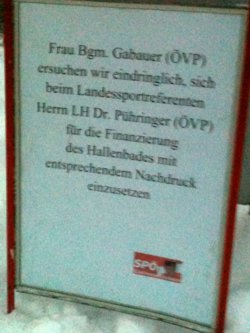 Frau Bgm. Gabauer (ÖVP)
ersuchen wir eindringlich, sich
beim Landessportreferenten
Herrn LH Dr. Pühringer (ÖVP)
für die Finanzierung
des Hallenbades mit
entsprechendem Nachdruck
einzusetzen
SPÖ